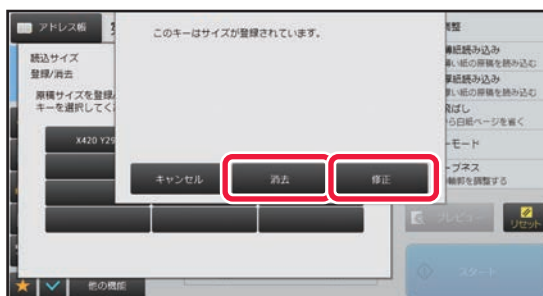 アドレス帳
このキーはサイズが登録されています。
読込サイズ
登録/消去
原稿サイズを登録/
キーを選択してく
X420 Y29
キャンセル
消去
修正
調整
薄紙読み込み
薄い紙の原稿を読み込む
厚紙読み込み
厚い紙の原稿を読み込む
飛ばし
ら白紙ページを省く
ーモード
ープネス
輪郭を調整する
プレビュー
リセット
スタート
他の機能